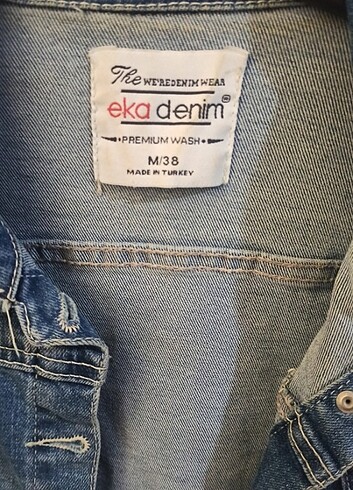 The WE'REDENIM WEAR
eka denim
PREMIUM WASH
M/38
MADE IN TURKEY